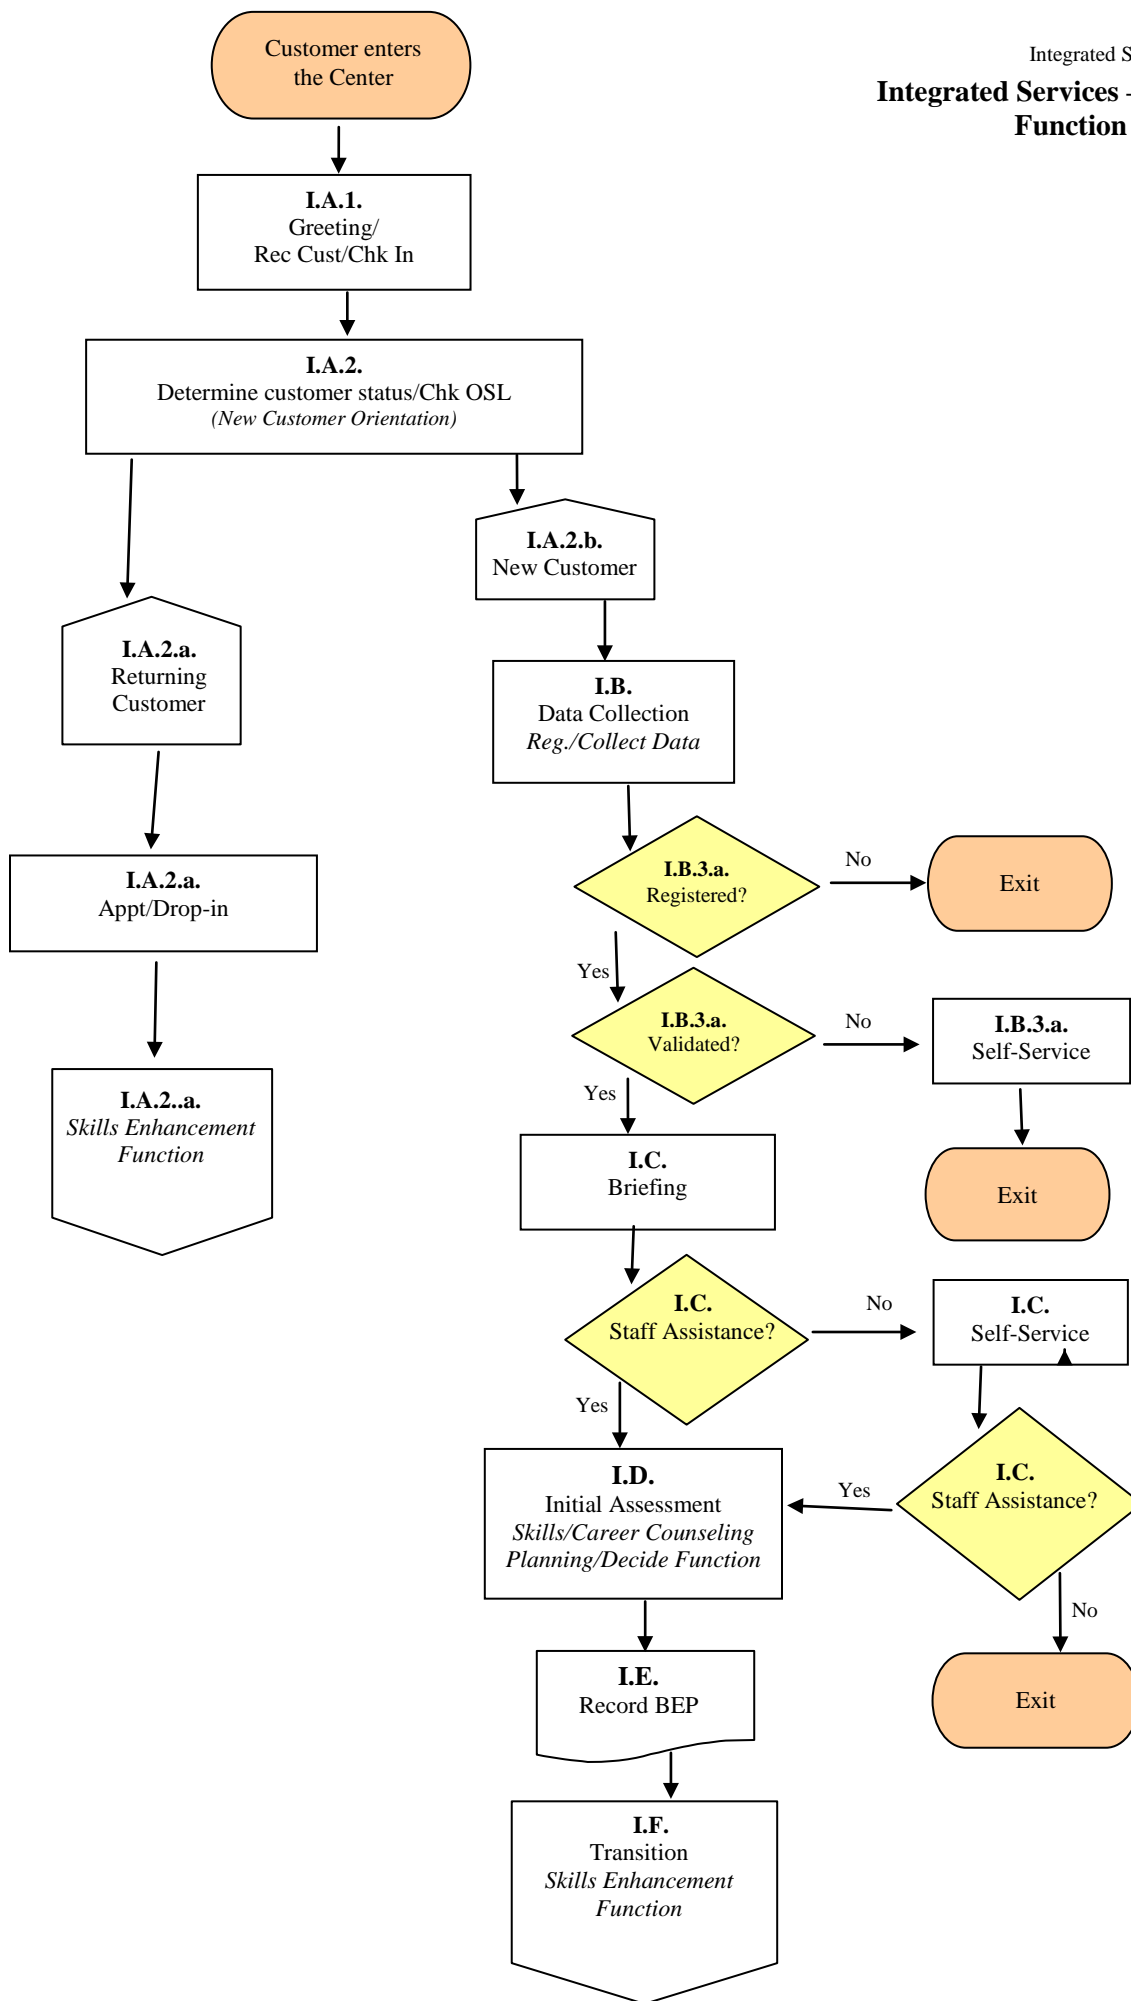 Customer enters
the Center
Integrated S
Integrated Services -
Function
I.A.1.
Greeting/
Rec Cust/Chk In
I.A.2.
Determine customer status/Chk OSL
(New Customer Orientation)
I.A.2.b.
New Customer
I.A.2.a.
Returning
Customer
I.B.
Data Collection
Reg./Collect Data
I.A.2.a.
Appt/Drop-in
I.B.3.a.
Registered?
No
Exit
Yes
I.B.3.a.
Validated?
No
I.B.3.a.
Self-Service
I.A.2..a.
Skills Enhancement
Function
Yes
Exit
I.C.
Briefing
I.C.
Staff Assistance?
No
I.C.
Self-Service
Yes
I.D.
Initial Assessment
Skills/Career Counseling
Planning/Decide Function
Yes
I.C.
Staff Assistance?
No
I.E.
Record BEP
Exit
I.F.
Transition
Skills Enhancement
Function